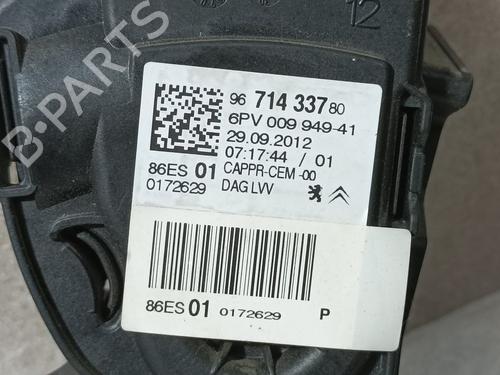 12
96 714 337 80
6PV 009 949-41
29.09.2012
07:17:44 / 01
86ES 01 CAPPR-CEM-00
0172629 DAG LVV
86ES 01 0172629 P
B-PARTS